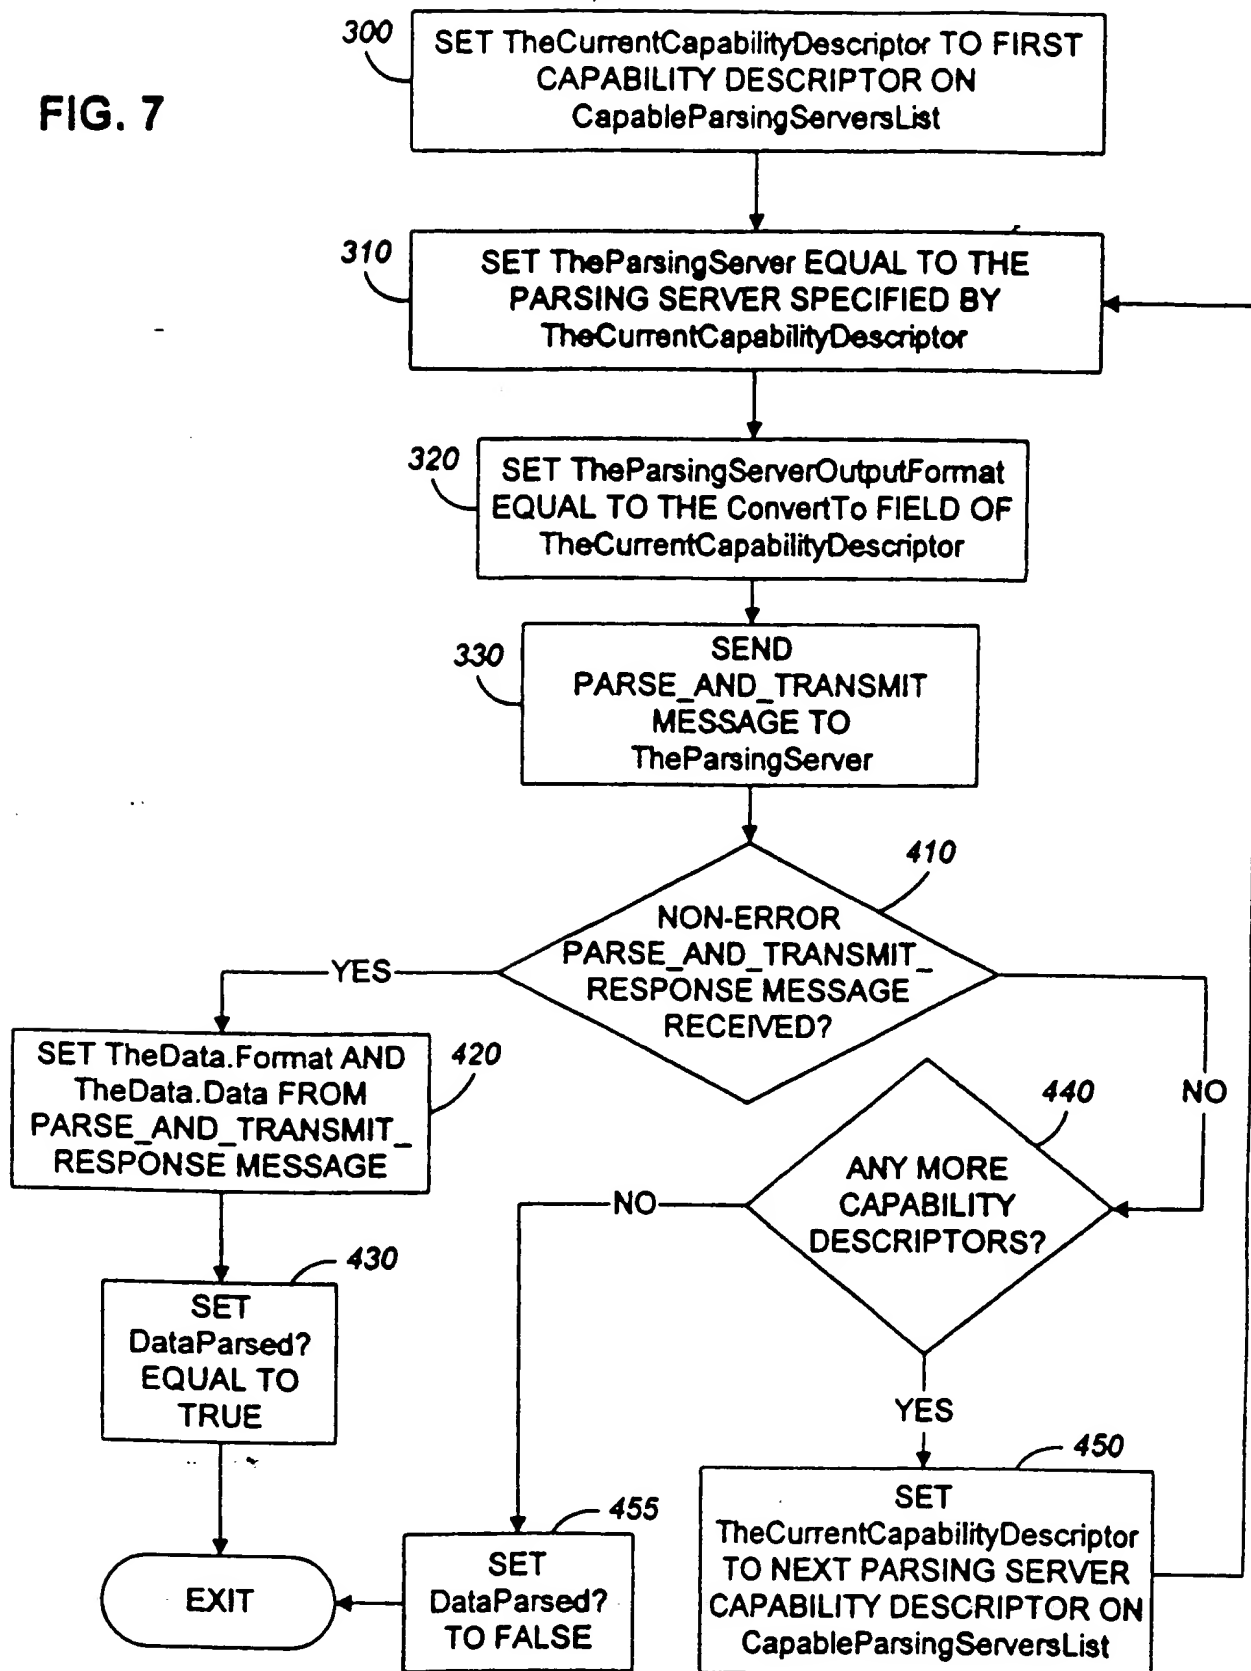 FIG. 7
300
SET TheCurrentCapabilityDescriptor TO FIRST
CAPABILITY DESCRIPTOR ON
CapableParsingServersList
310
SET TheParsingServer EQUAL TO THE
PARSING SERVER SPECIFIED BY
TheCurrentCapabilityDescriptor
320
SET TheParsingServerOutputFormat
EQUAL TO THE ConvertTo FIELD OF
TheCurrentCapabilityDescriptor
330
SEND
PARSE_AND_TRANSMIT
MESSAGE TO
TheParsingServer
410
NON-ERROR
PARSE_AND_TRANSMIT_
RESPONSE MESSAGE
RECEIVED?
YES
NO
420
SET TheData.Format AND
TheData.Data FROM
PARSE_AND_TRANSMIT_
RESPONSE MESSAGE
430
SET
DataParsed?
EQUAL TO
TRUE
440
ANY MORE
CAPABILITY
DESCRIPTORS?
NO
YES
450
SET
TheCurrentCapabilityDescriptor
TO NEXT PARSING SERVER
CAPABILITY DESCRIPTOR ON
CapableParsingServersList
455
SET
DataParsed?
TO FALSE
EXIT